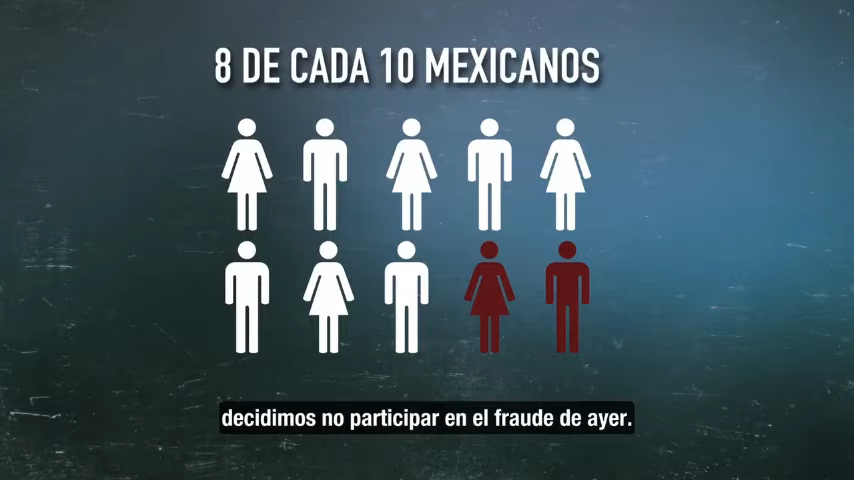 8 DE CADA 10 MEXICANOS
decidimos no participar en el fraude de ayer.